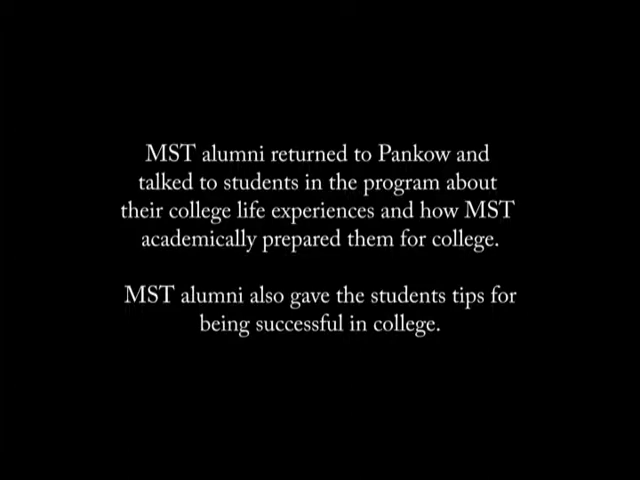 MST alumni returned to Pankow and
talked to students in the program about
their college life experiences and how MST
academically prepared them for college.
MST alumni also gave the students tips for
being successful in college.